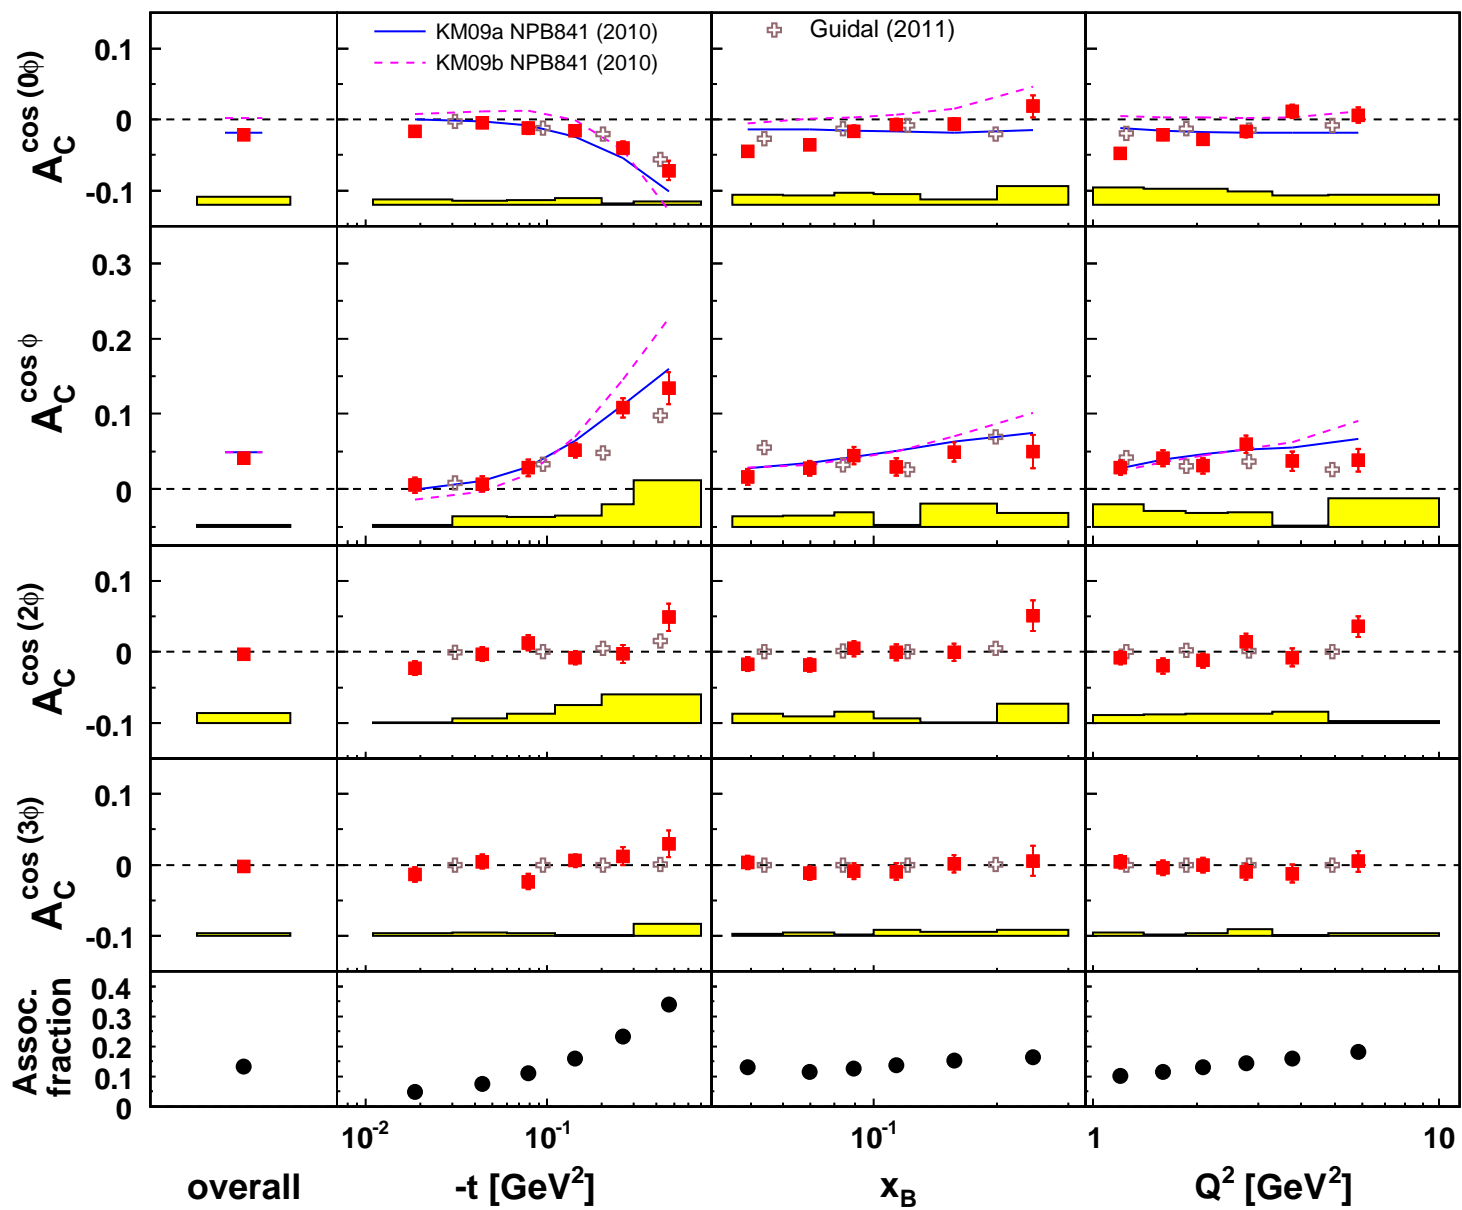 KM09a NPB841 (2010)
KM09b NPB841 (2010)
Guidal (2011)
A_C^cos (0ϕ)
0.1
0
-0.1
A_C^cos ϕ
0.3
0.2
0.1
0
A_C^cos (2ϕ)
0.1
0
-0.1
A_C^cos (3ϕ)
0.1
0
-0.1
Assoc.
fraction
0.4
0.3
0.2
0.1
0
10^-2 10^-1 10^-1 1 10
overall -t [GeV^2] x_B Q^2 [GeV^2]